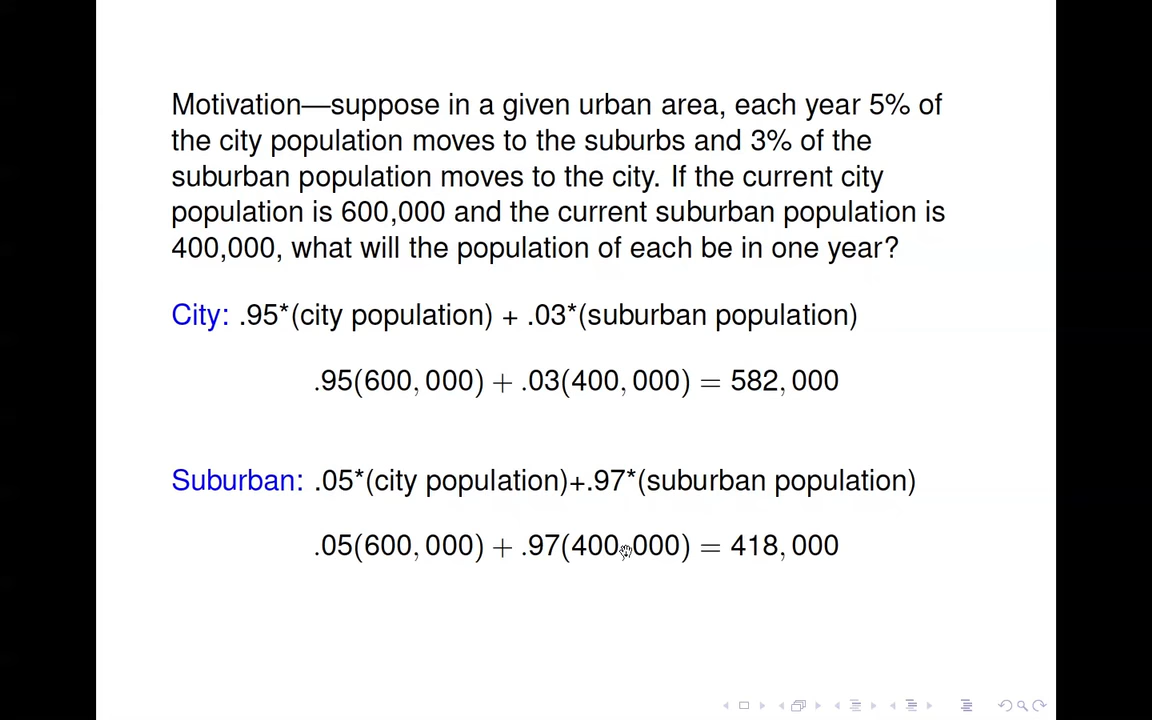 Motivation—suppose in a given urban area, each year 5% of
the city population moves to the suburbs and 3% of the
suburban population moves to the city. If the current city
population is 600,000 and the current suburban population is
400,000, what will the population of each be in one year?
City: .95*(city population) + .03*(suburban population)
.95(600, 000) + .03(400, 000) = 582, 000
Suburban: .05*(city population)+.97*(suburban population)
.05(600, 000) + .97(400, 000) = 418, 000